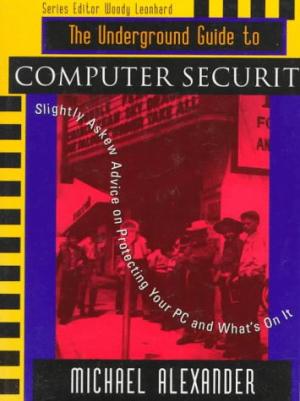 Series Editor Woody Leonhard
The Underground Guide to
COMPUTER SECURIT
Slightly Askew Advice on Protecting Your PC and What's On It
MICHAEL ALEXANDER